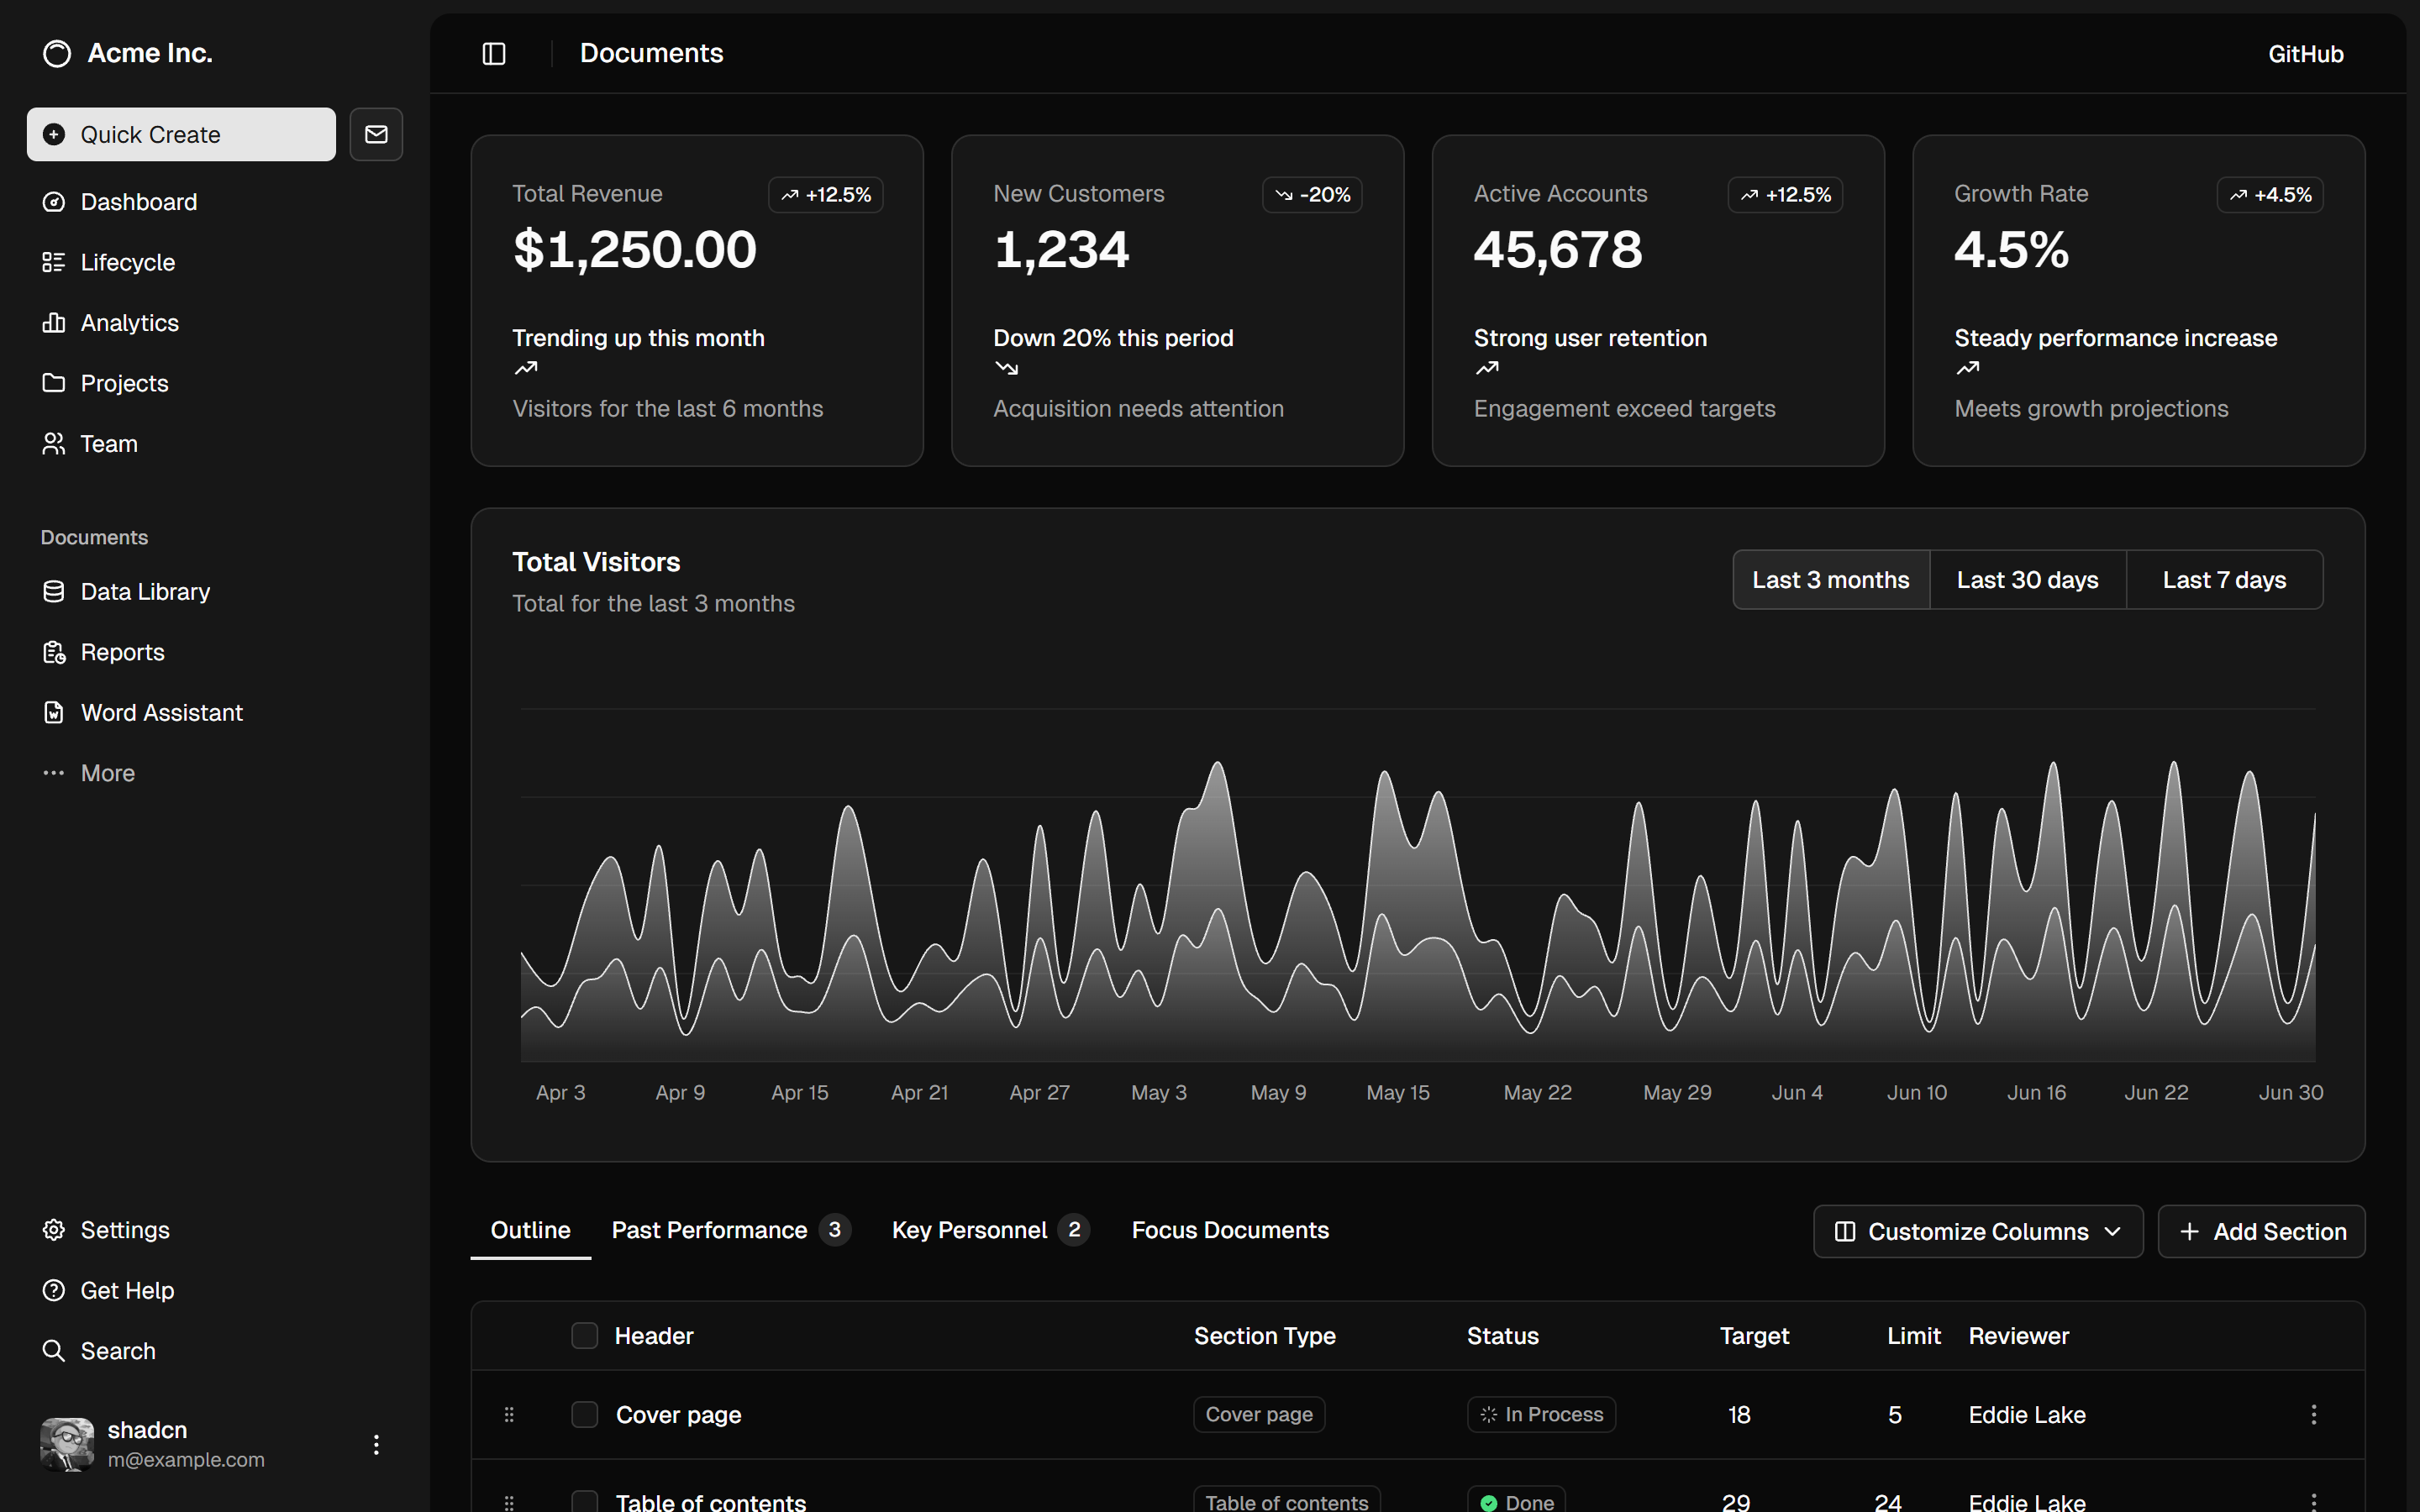 Acme Inc.
Quick Create
Dashboard
Lifecycle
Analytics
Projects
Team
Documents
Data Library
Reports
Word Assistant
More
Settings
Get Help
Search
shadcn
m@example.com
Documents
GitHub
Total Revenue
+12.5%
$1,250.00
Trending up this month
Visitors for the last 6 months
New Customers
-20%
1,234
Down 20% this period
Acquisition needs attention
Active Accounts
+12.5%
45,678
Strong user retention
Engagement exceed targets
Growth Rate
+4.5%
4.5%
Steady performance increase
Meets growth projections
Total Visitors
Total for the last 3 months
Last 3 months Last 30 days Last 7 days
Apr 3 Apr 9 Apr 15 Apr 21 Apr 27 May 3 May 9 May 15 May 22 May 29 Jun 4 Jun 10 Jun 16 Jun 22 Jun 30
Outline Past Performance 3 Key Personnel 2 Focus Documents Customize Columns Add Section
Header Section Type Status Target Limit Reviewer
Cover page Cover page In Process 18 5 Eddie Lake
Table of contents Table of contents Done 29 24 Eddie Lake